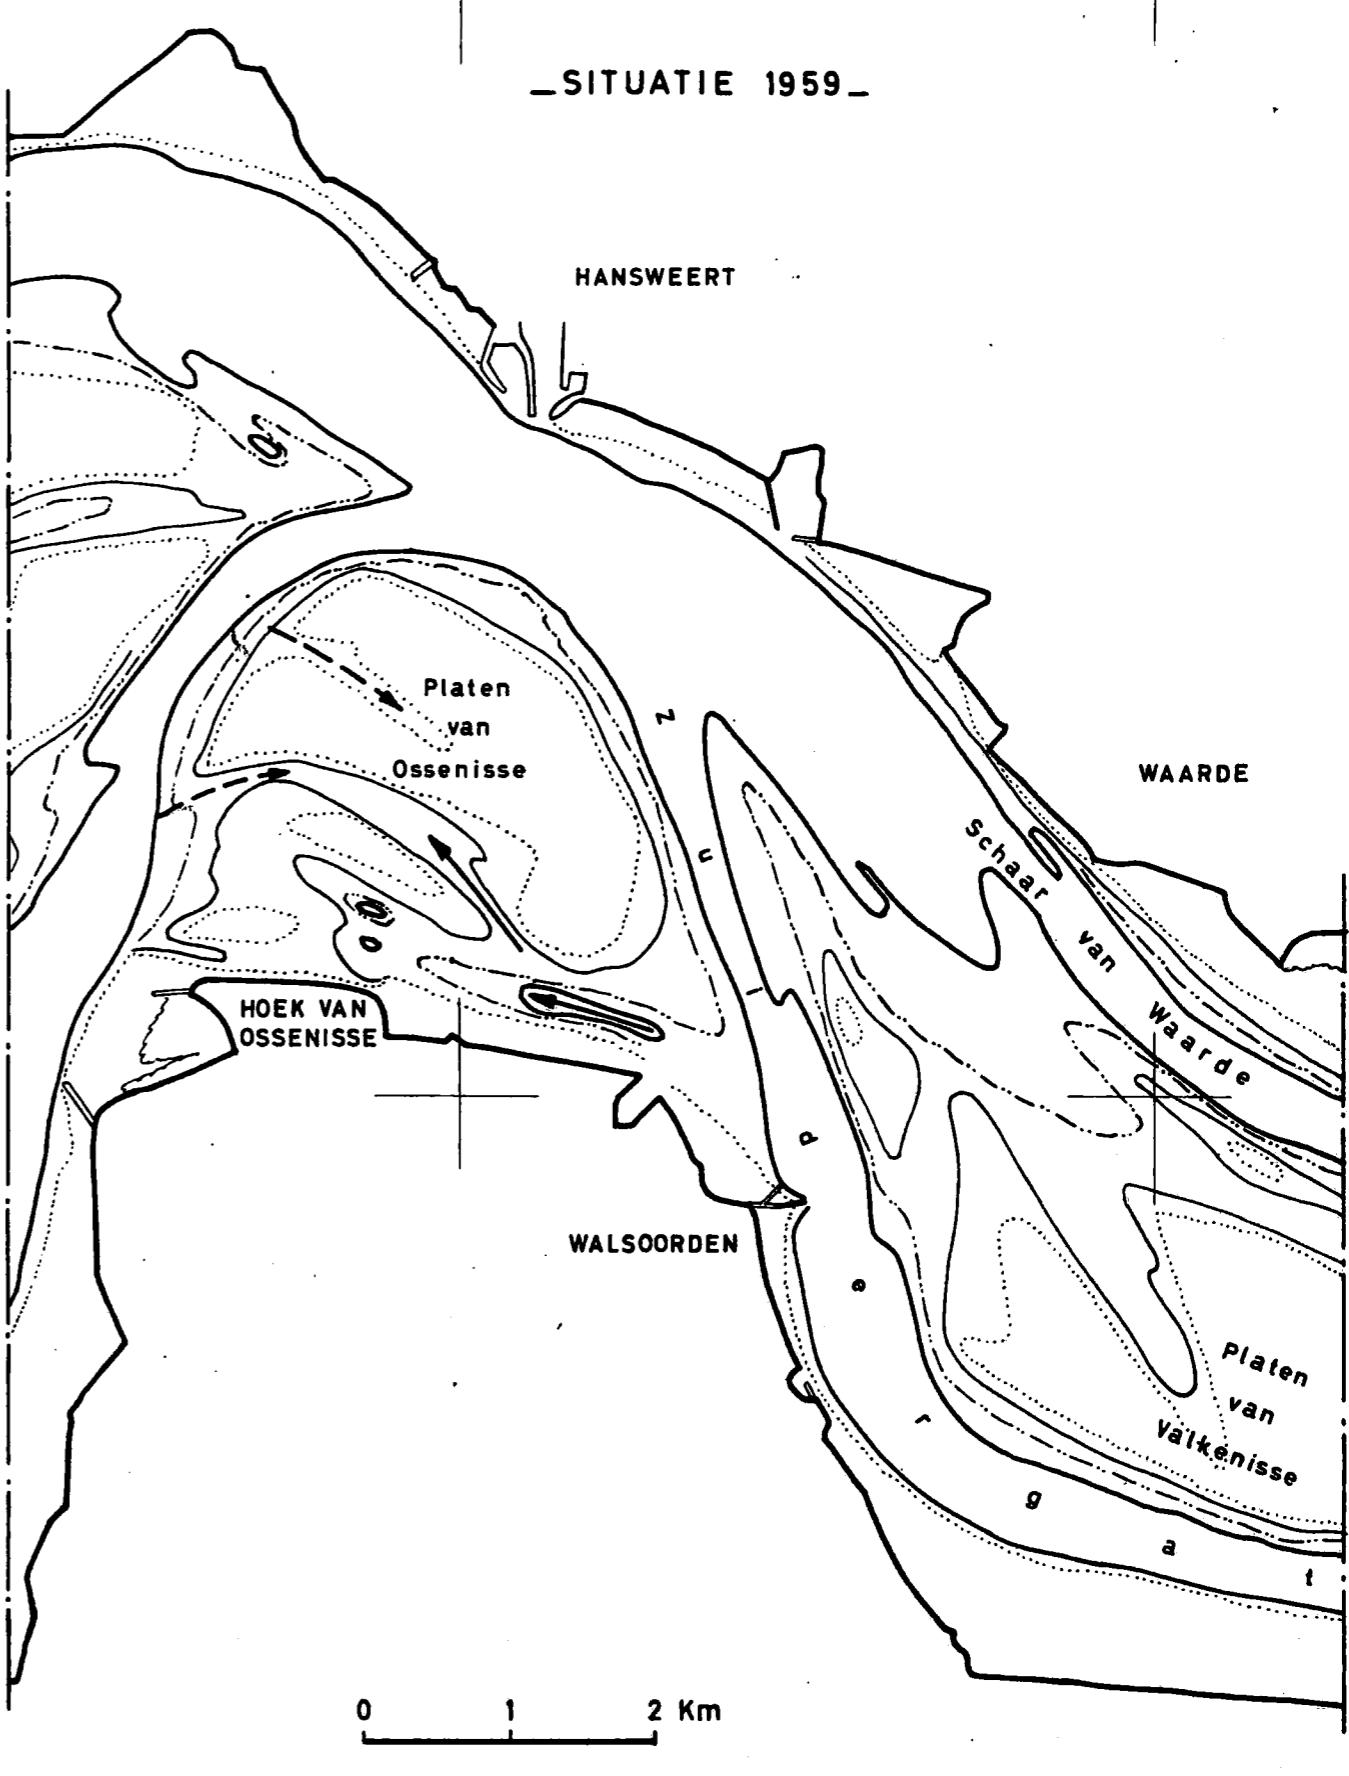 _SITUATIE 1959_
HANSWEERT
Platen
van
Ossenisse
WAARDE
Schaar
van
Waarde
Zuidergat
HOEK VAN
OSSENISSE
WALSOORDEN
Platen
van
Valkenisse
0 1 2 Km